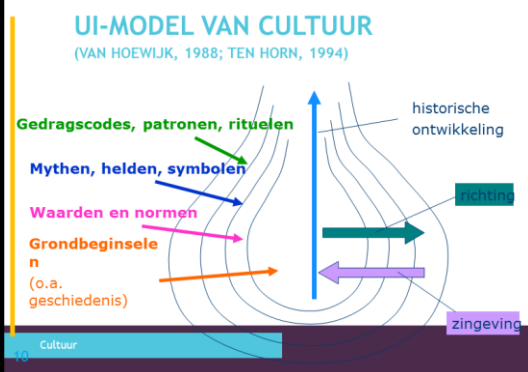 UI-MODEL VAN CULTUUR
(VAN HOEWIJK, 1988; TEN HORN, 1994)
historische
ontwikkeling
Gedragscodes, patronen, rituelen
Mythen, helden, symbolen
richting
Waarden en normen
Grondbeginsele
n
(o.a.
geschiedenis)
zingeving
Cultuur
10